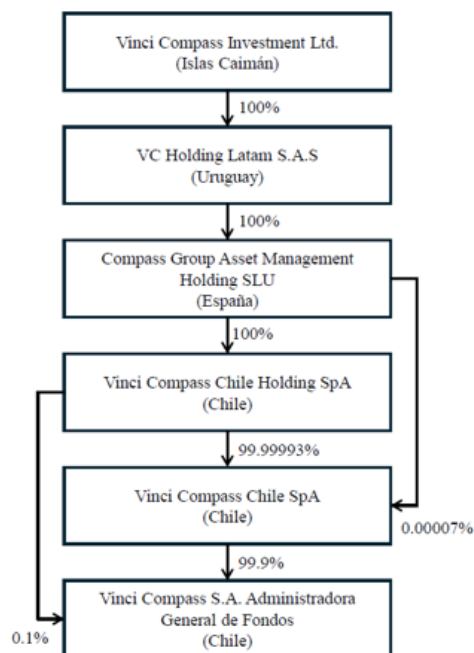 Vinci Compass Investment Ltd.
(Islas Caimán)
100%
VC Holding Latam S.A.S
(Uruguay)
100%
Compass Group Asset Management
Holding SLU
(España)
100%
Vinci Compass Chile Holding SpA
(Chile)
99.99993%
Vinci Compass Chile SpA
(Chile)
0.00007%
99.9%
Vinci Compass S.A. Administradora
General de Fondos
(Chile)
0.1%